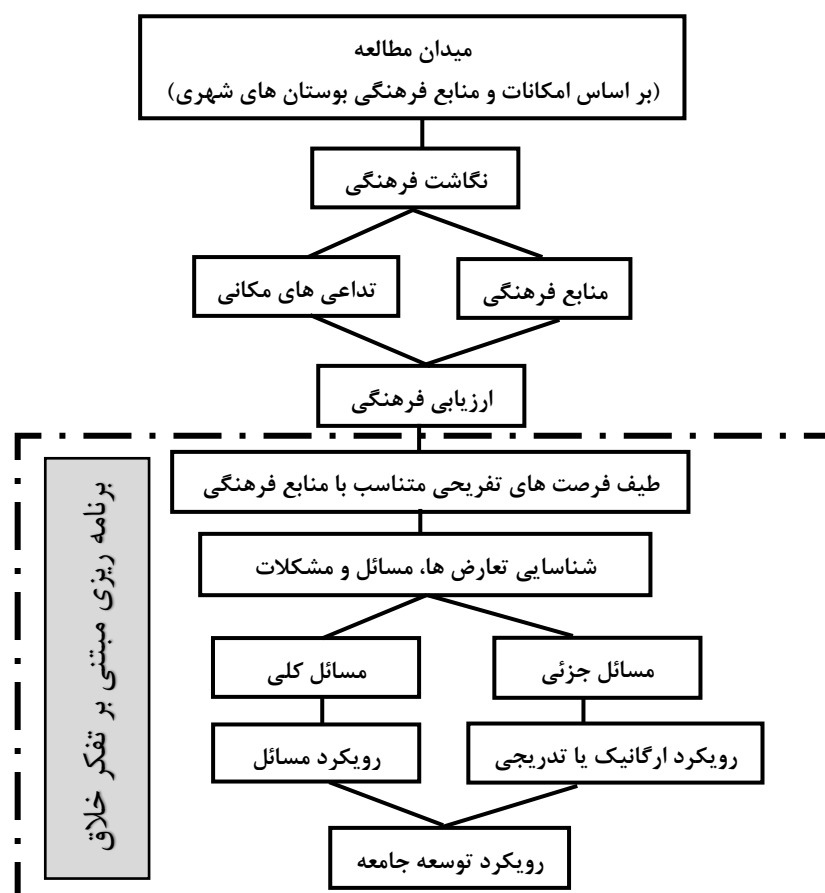 میدان مطالعه
(بر اساس امکانات و منابع فرهنگی بوستان های شهری)
نگاشت فرهنگی
منابع فرهنگی
تداعی های مکانی
ارزیابی فرهنگی
برنامه ریزی مبتنی بر تفکر خلاق
طیف فرصت های تفریحی متناسب با منابع فرهنگی
شناسایی تعارض ها، مسائل و مشکلات
مسائل جزئی
مسائل کلی
رویکرد ارگانیک یا تدریجی
رویکرد مسائل
رویکرد توسعه جامعه